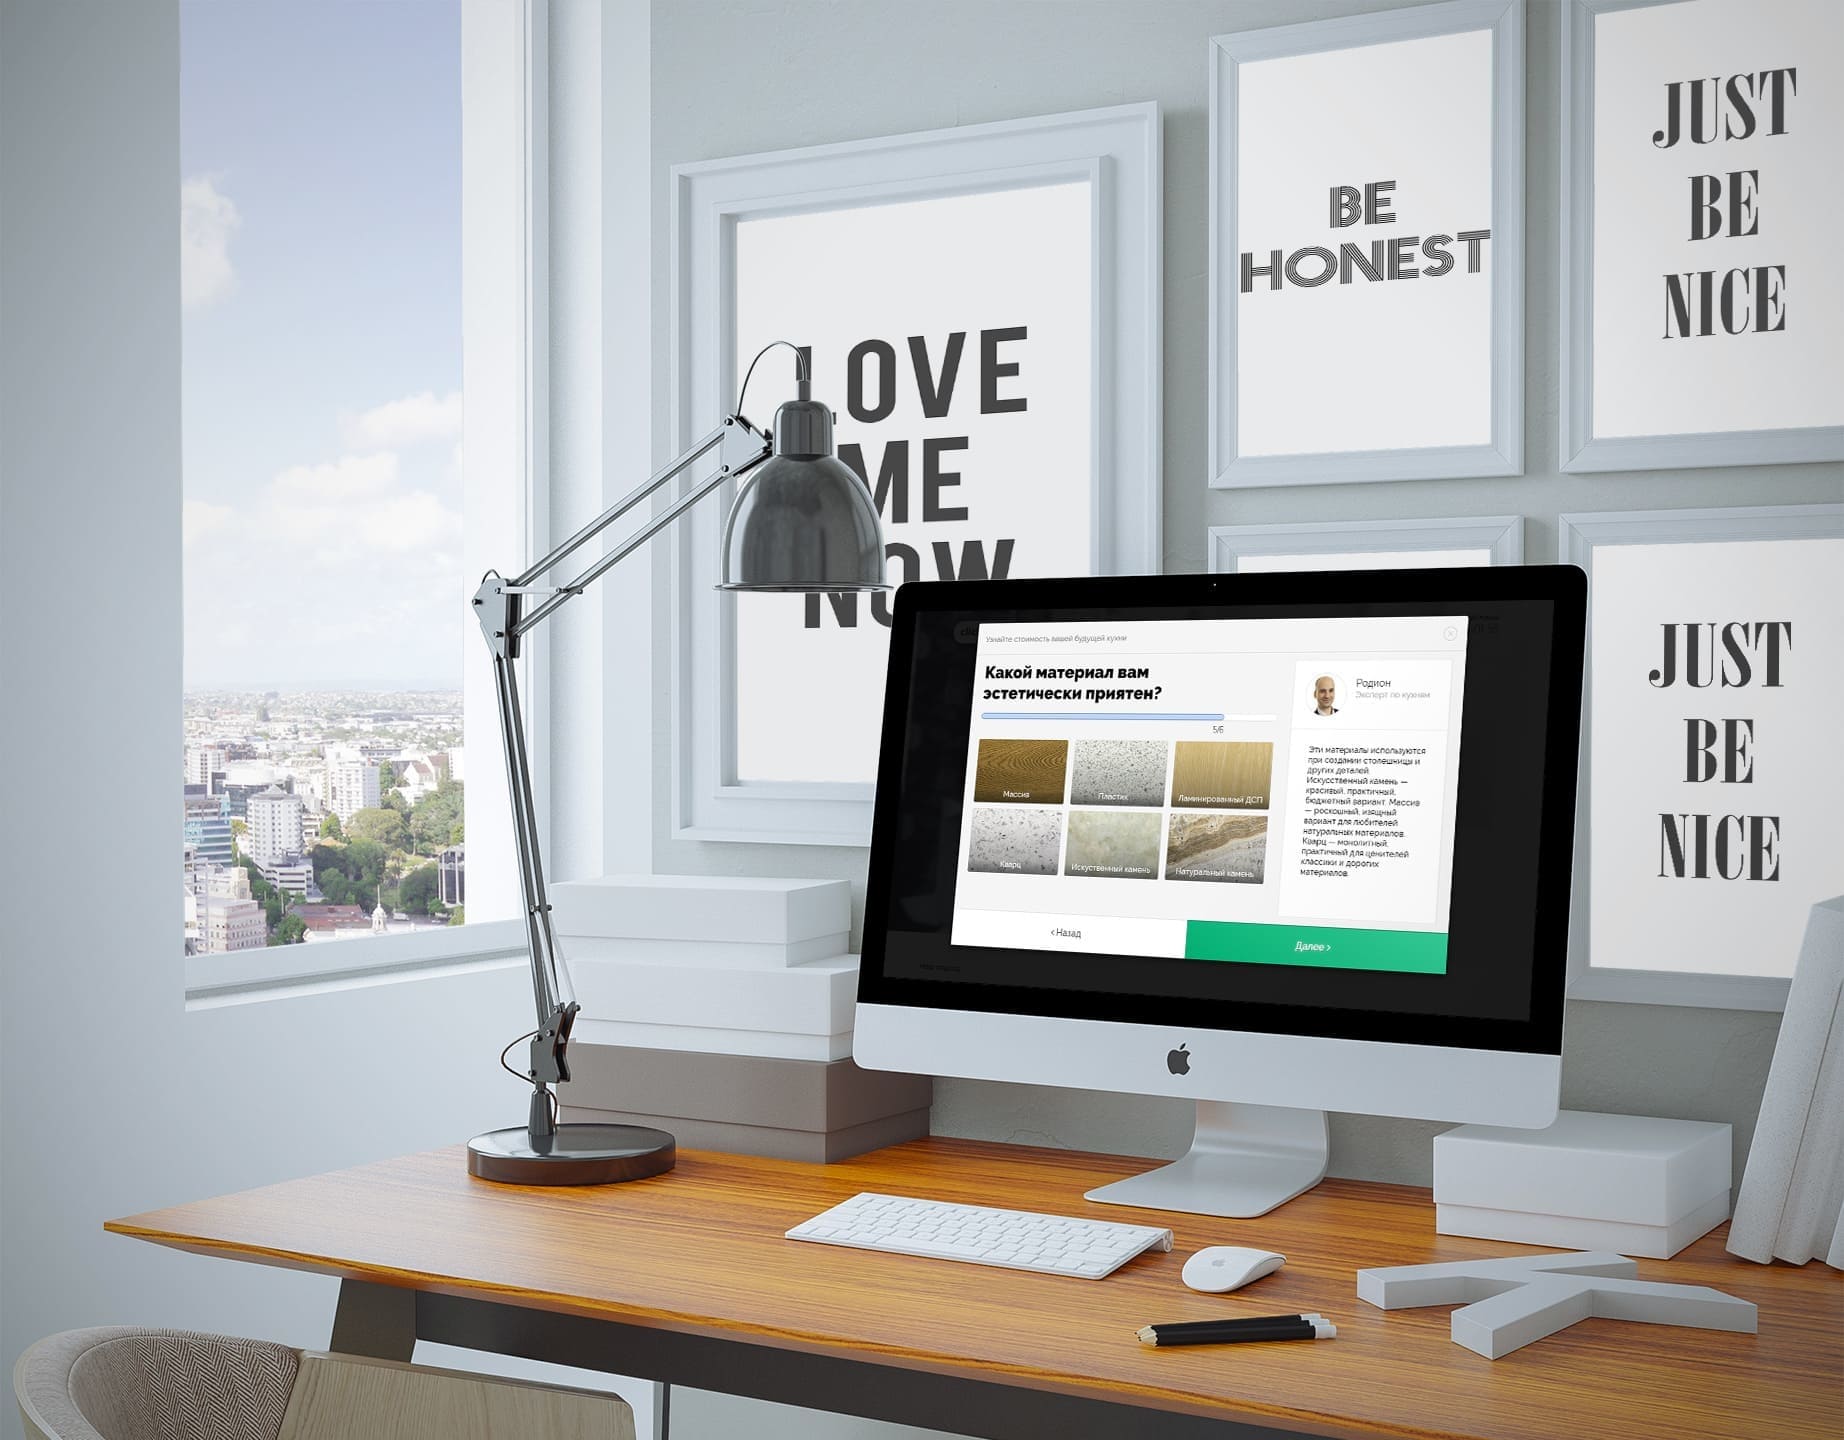 LOVE
ME
NOW
BE
HONEST
JUST
BE
NICE
JUST
BE
NICE
Узнайте стоимость вашей будущей кухни
Какой материал вам
эстетически приятен?
5/6
Массив
Пластик
Ламинированный ДСП
Кварц
Искуственный камень
Натуральный камень
‹ Назад
Далее ›
Родион
Эксперт по кухням
Эти материалы используются
при создании столешницы и
других деталей.
Искусственный камень —
красивый, практичный,
бюджетный вариант. Массив
— роскошный, изящный
вариант для любителей
натуральных материалов.
Кварц — монолитный,
практичный для ценителей
классики и дорогих
материалов.